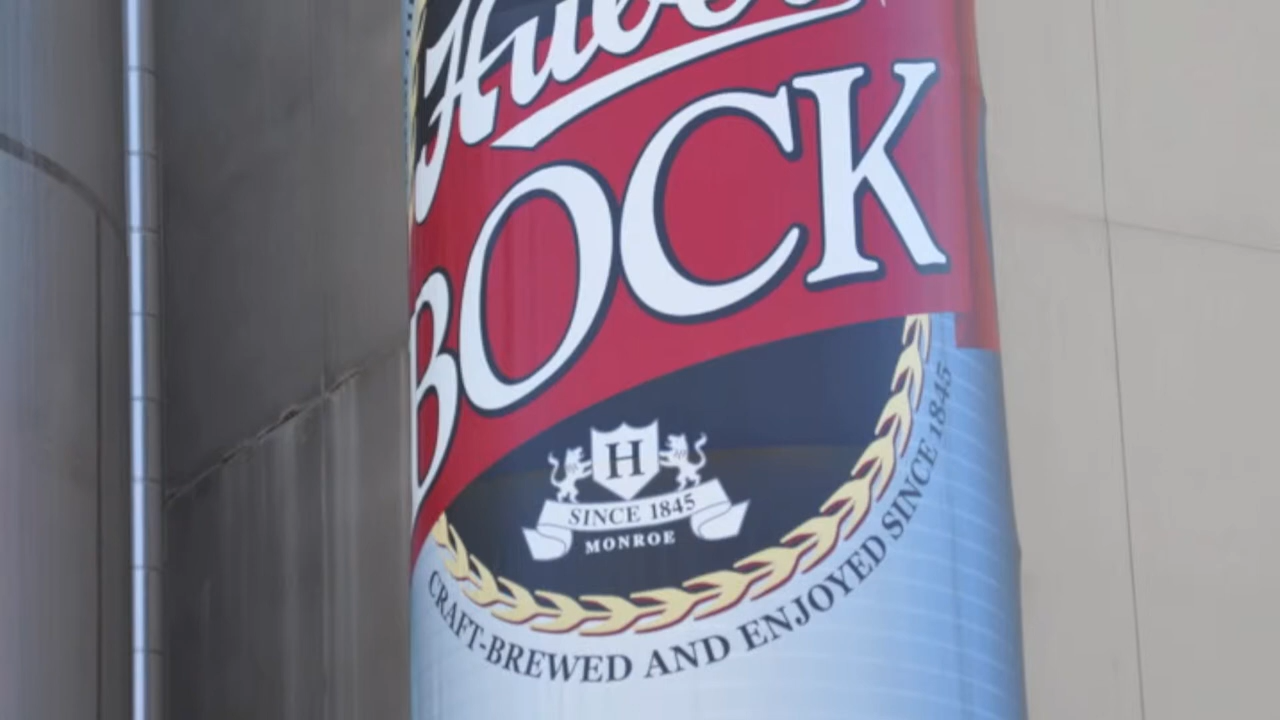 BOCK
H
SINCE 1845
MONROE
CRAFT-BREWED AND ENJOYED SINCE 1845